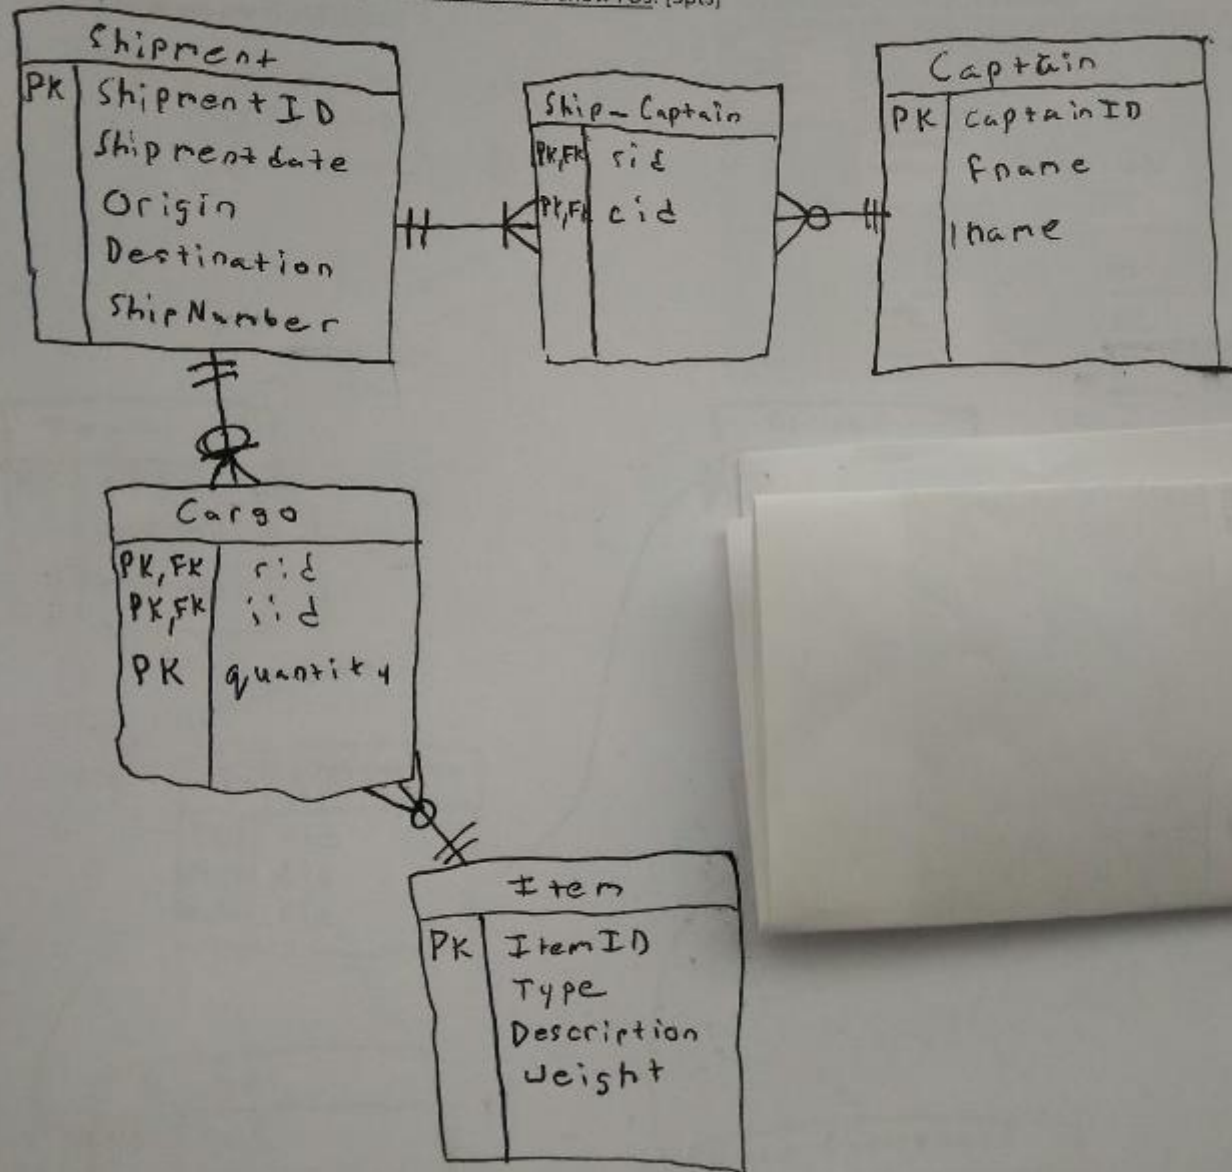 Shipment
PK ShipmentID
Shipmentdate
Origin
Destination
ShipNumber
Ship_Captain
PK,FK sid
PK,FK cid
Captain
PK CaptainID
Fname
lname
Cargo
PK,FK sid
PK,FK iid
PK quantity
Item
PK ItemID
Type
Description
Weight